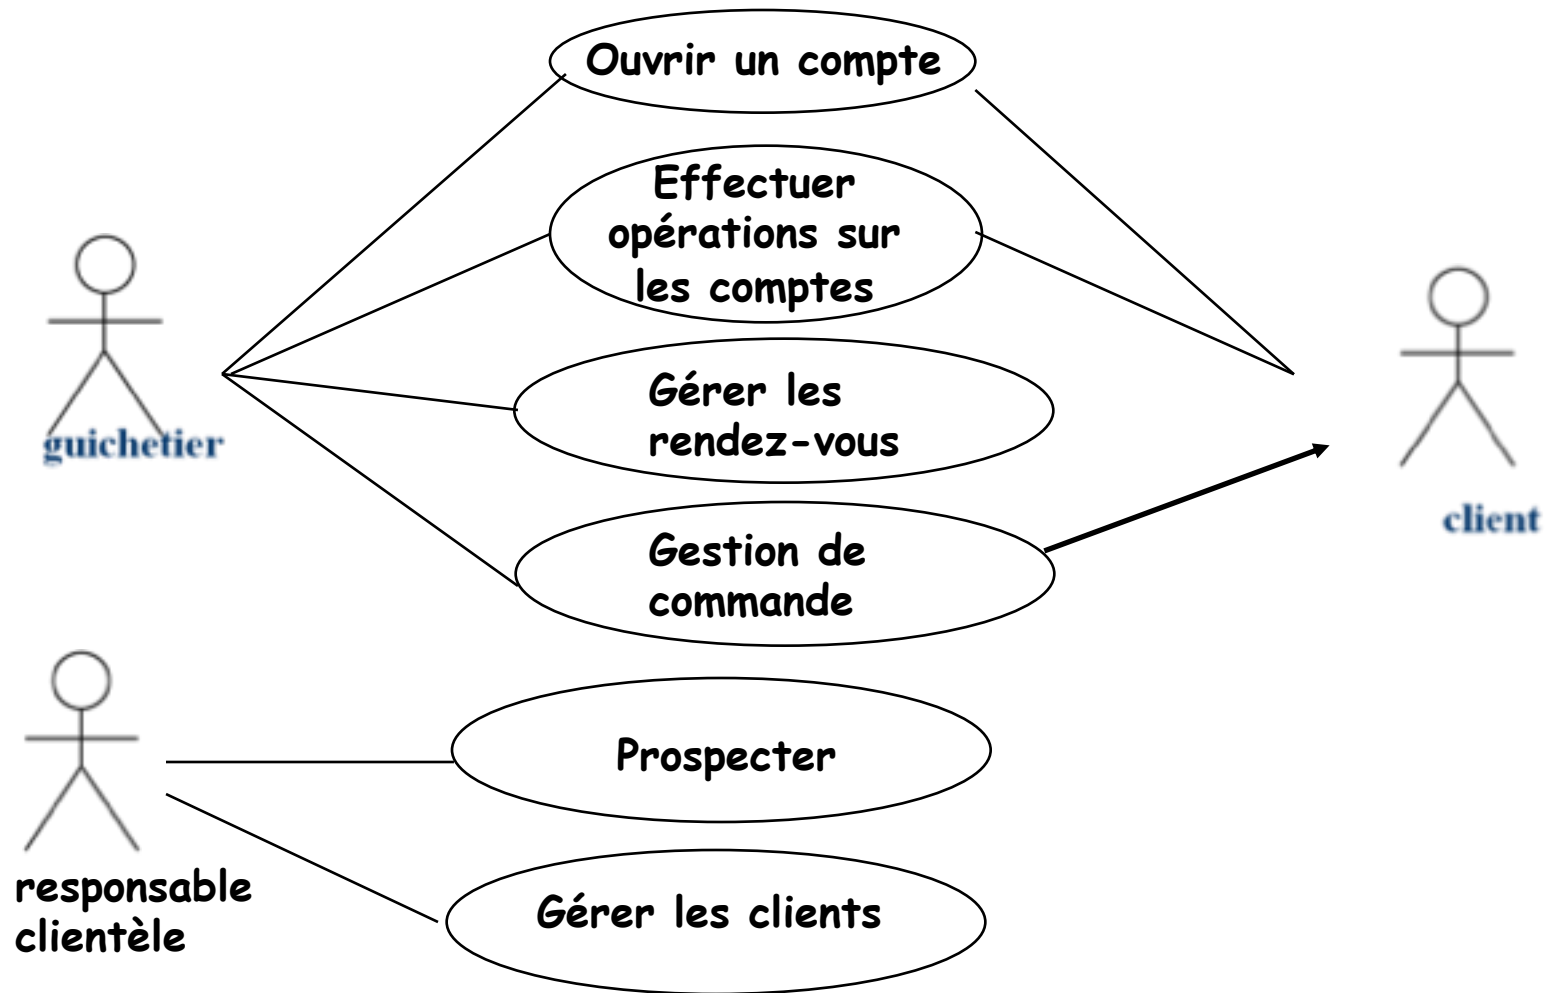 Ouvrir un compte
Effectuer
opérations sur
les comptes
guichetier
Gérer les
rendez-vous
client
Gestion de
commande
Prospecter
responsable
clientèle
Gérer les clients